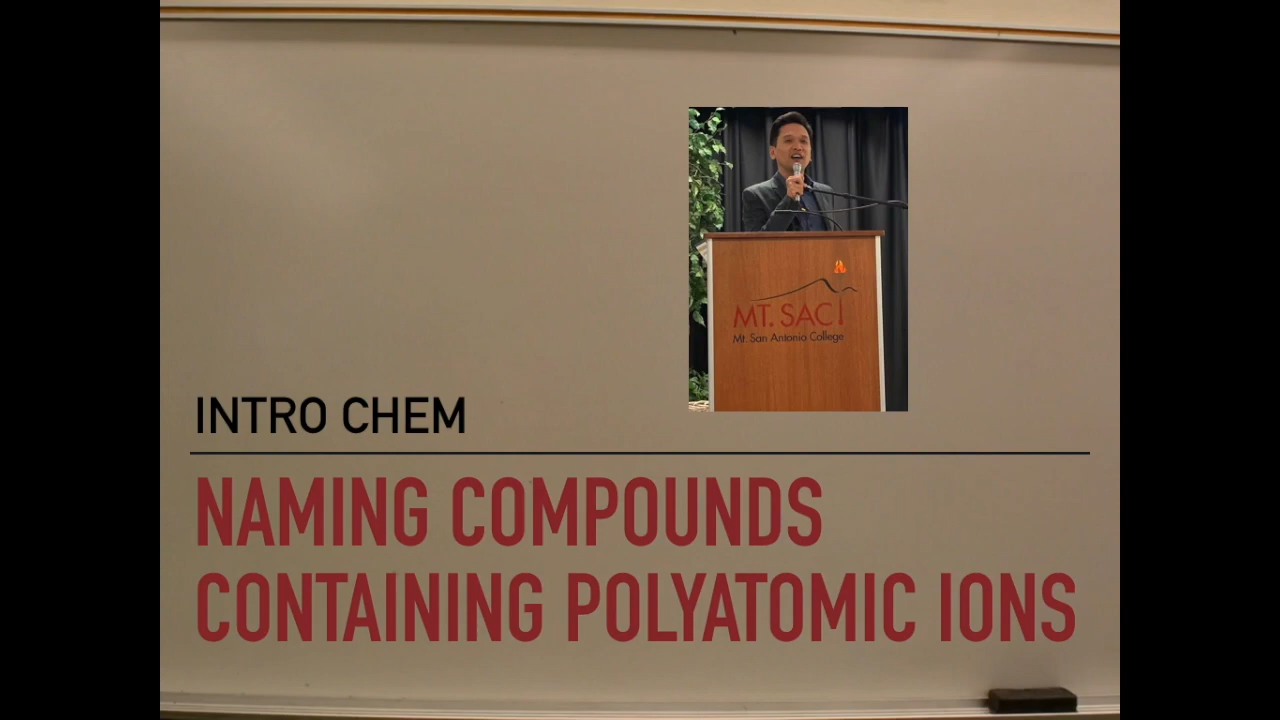 MT. SAC
Mt. San Antonio College
INTRO CHEM
NAMING COMPOUNDS
CONTAINING POLYATOMIC IONS